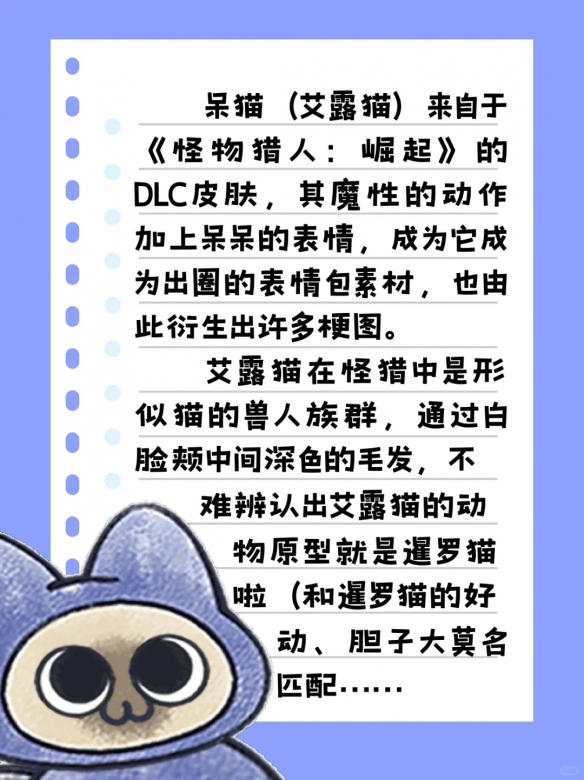 呆猫（艾露猫）来自于
《怪物猎人：崛起》的
DLC皮肤，其魔性的动作
加上呆呆的表情，成为它成
为出圈的表情包素材，也由
此衍生出许多梗图。
艾露猫在怪猎中是形
似猫的兽人族群，通过白
脸颊中间深色的毛发，不
难辨认出艾露猫的动
物原型就是暹罗猫
啦（和暹罗猫的好
动、胆子大莫名
匹配……